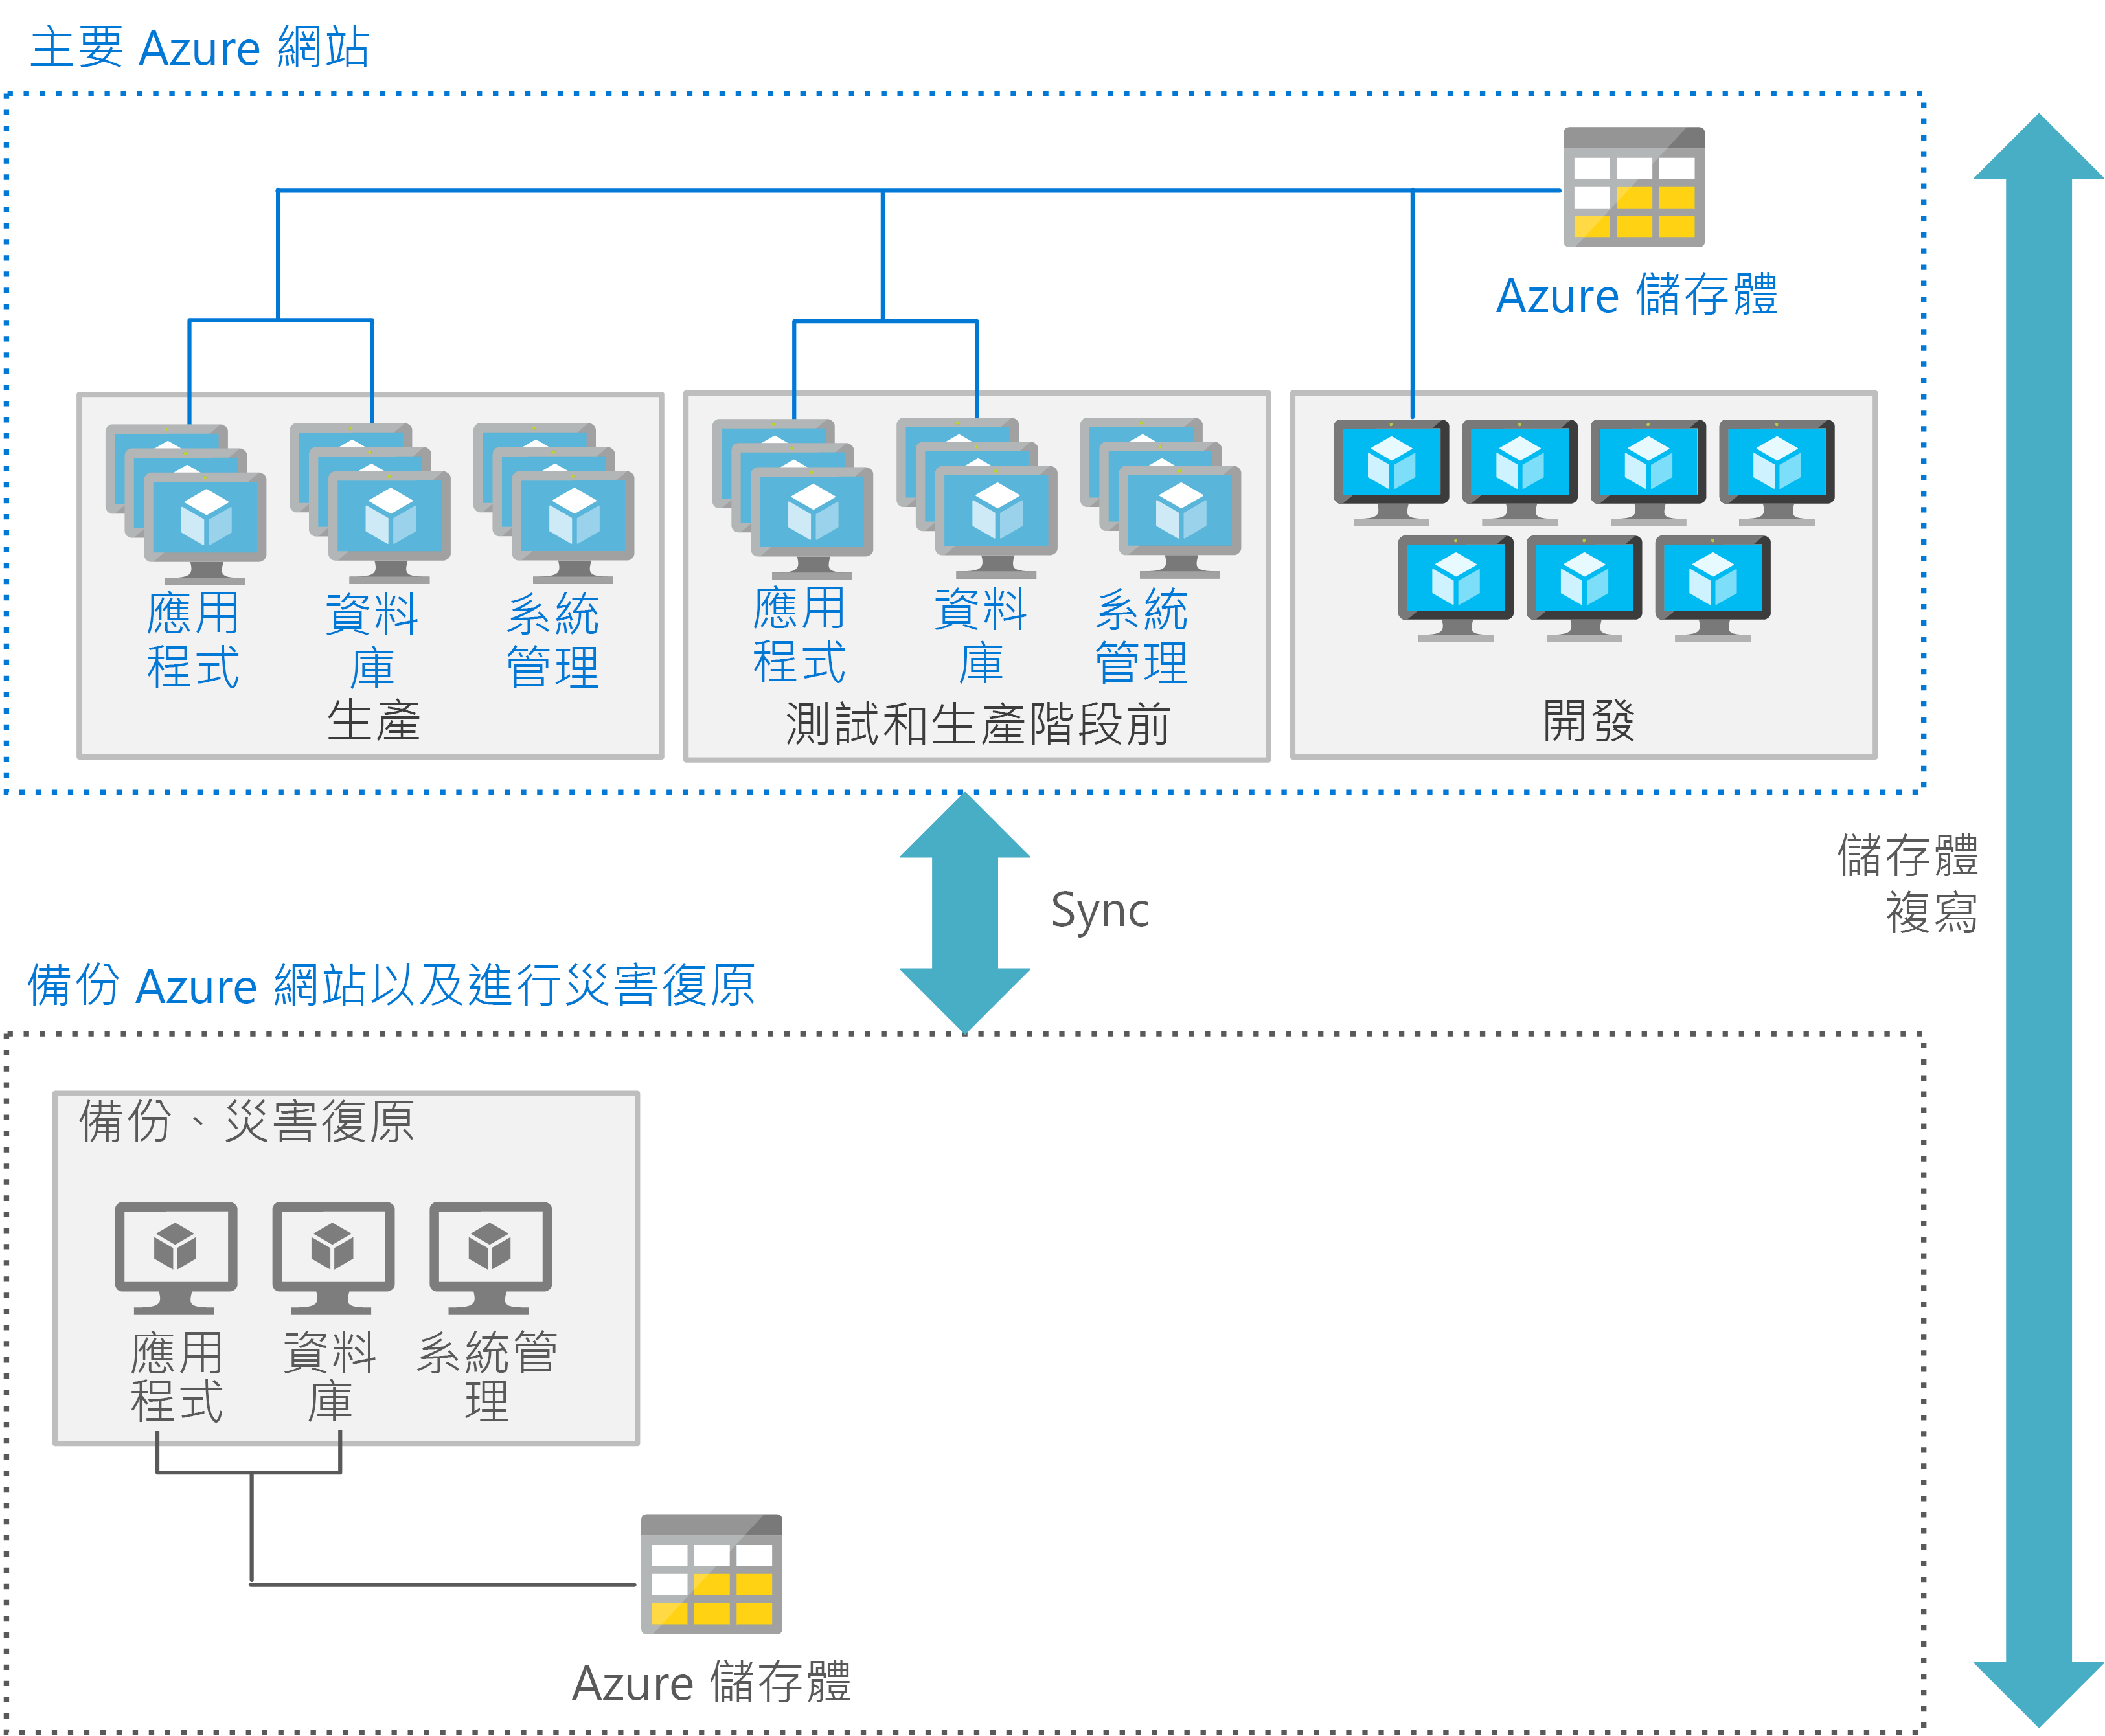 主要 Azure 網站
Azure 儲存體
應用
程式
資料
庫
系統
管理
生產
應用
程式
資料
庫
系統
管理
測試和生產階段前
開發
儲存體
複寫
Sync
備份 Azure 網站以及進行災害復原
備份、災害復原
應用
程式
資料
庫
系統管
理
Azure 儲存體